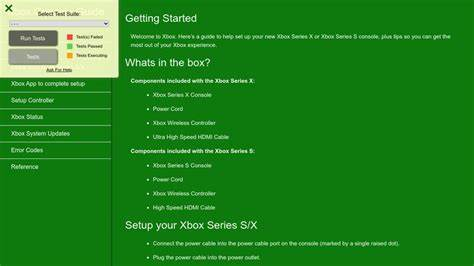 Select Test Suite:
---
Run Tests
Tests
Test(s) Failed
Tests Passed
Tests Executing
Ask For Help
Xbox App to complete setup
Setup Controller
Xbox Status
Xbox System Updates
Error Codes
Reference
Getting Started
Welcome to Xbox: Here's a guide to help set up your new Xbox Series X or Xbox Series S console, plus tips so you can get the
most out of your Xbox experience.
Whats in the box?
Components included with the Xbox Series X:
Xbox Series X Console
Power Cord
Xbox Wireless Controller
Ultra High Speed HDMI Cable
Components included with the Xbox Series S:
Xbox Series S Console
Power Cord
Xbox Wireless Controller
High Speed HDMI Cable
Setup your Xbox Series S/X
Connect the power cable into the power cable port on the console (marked by a single raised dot).
Plug the power cable into the power outlet.